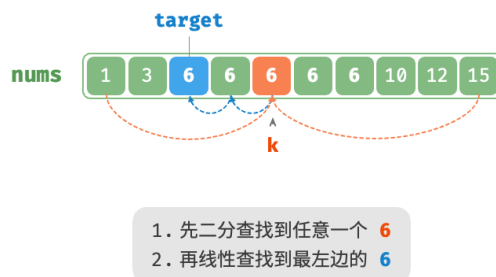 target
nums 1 3 6 6 6 6 6 10 12 15
k
1. 先二分查找到任意一个 6
2. 再线性查找到最左边的 6